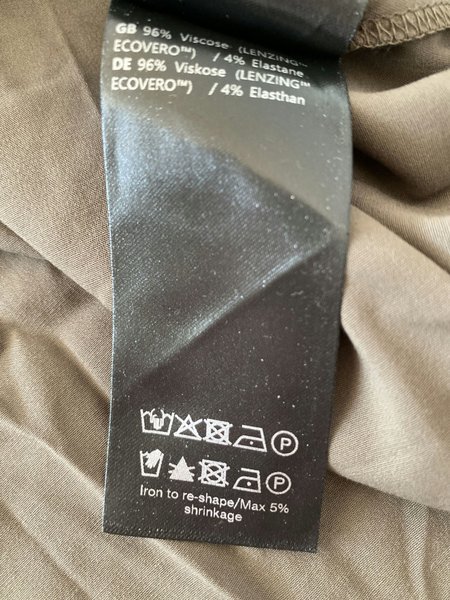 GB 96% Viscose (LENZING™
ECOVERO™) / 4% Elastane
DE 96% Viskose (LENZING™
ECOVERO™) / 4% Elasthan
P
P
Iron to re-shape/Max 5%
shrinkage